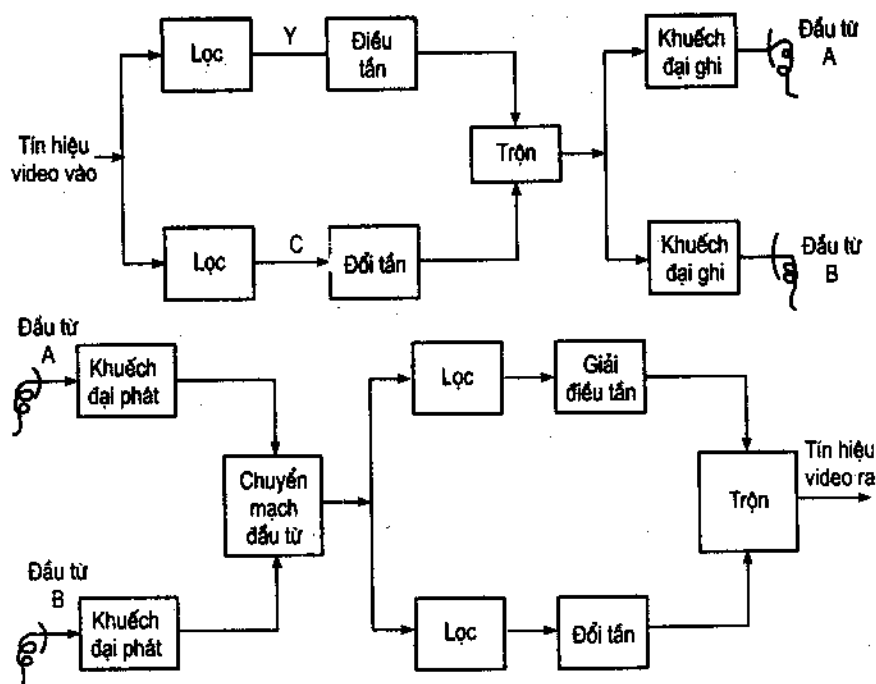 Lọc
Y
Điều
tần
Khuếch
đại ghi
Đầu từ
A
Tín hiệu
video vào
Trộn
Lọc
C
Đổi tần
Khuếch
đại ghi
Đầu từ
B
Đầu từ
A
Khuếch
đại phát
Lọc
Giải
điều tần
Chuyển
mạch
đầu từ
Trộn
Tín hiệu
video ra
Đầu từ
B
Khuếch
đại phát
Lọc
Đổi tần